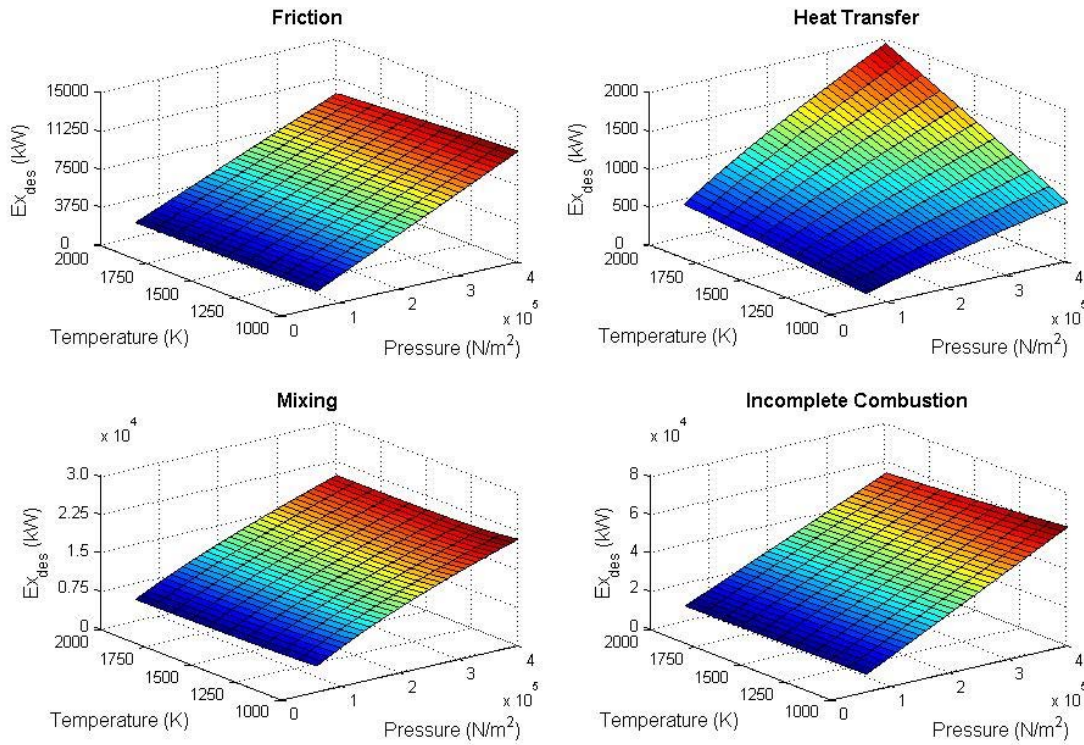 Friction
15000
11250
7500
3750
0
Ex_des (kW)
2000
1750
1500
1250
1000
Temperature (K)
0
1
2
3
4
x 10^5
Pressure (N/m²)
Heat Transfer
2000
1500
1000
500
0
Ex_des (kW)
2000
1750
1500
1250
1000
Temperature (K)
0
1
2
3
4
x 10^5
Pressure (N/m²)
Mixing
x 10^4
3.0
2.25
1.5
0.75
0
Ex_des (kW)
2000
1750
1500
1250
1000
Temperature (K)
0
1
2
3
4
x 10^5
Pressure (N/m²)
Incomplete Combustion
x 10^4
8
6
4
2
0
Ex_des (kW)
2000
1750
1500
1250
1000
Temperature (K)
0
1
2
3
4
x 10^5
Pressure (N/m²)